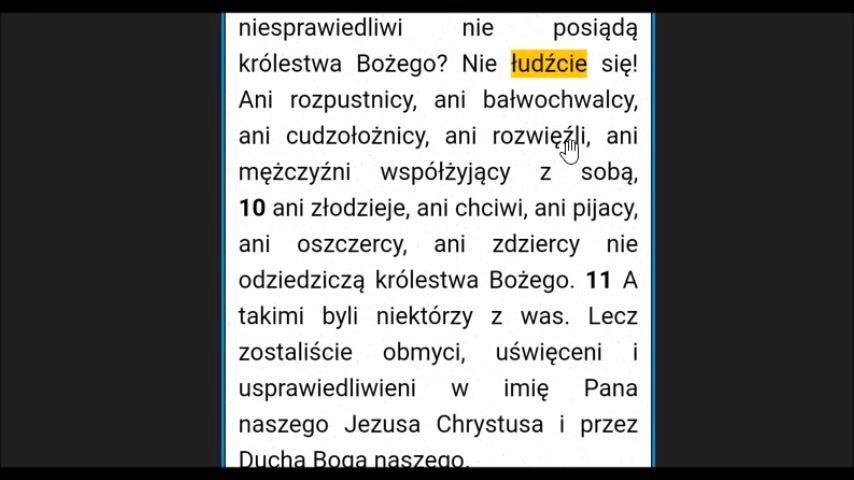 niesprawiedliwi nie posiądą
królestwa Bożego? Nie łudźcie się!
Ani rozpustnicy, ani bałwochwalcy,
ani cudzołożnicy, ani rozwięźli, ani
mężczyźni współżyjący z sobą,
10 ani złodzieje, ani chciwi, ani pijacy,
ani oszczercy, ani zdziercy nie
odziedziczą królestwa Bożego. 11 A
takimi byli niektórzy z was. Lecz
zostaliście obmyci, uświęceni i
usprawiedliwieni w imię Pana
naszego Jezusa Chrystusa i przez
Ducha Boga naszego.